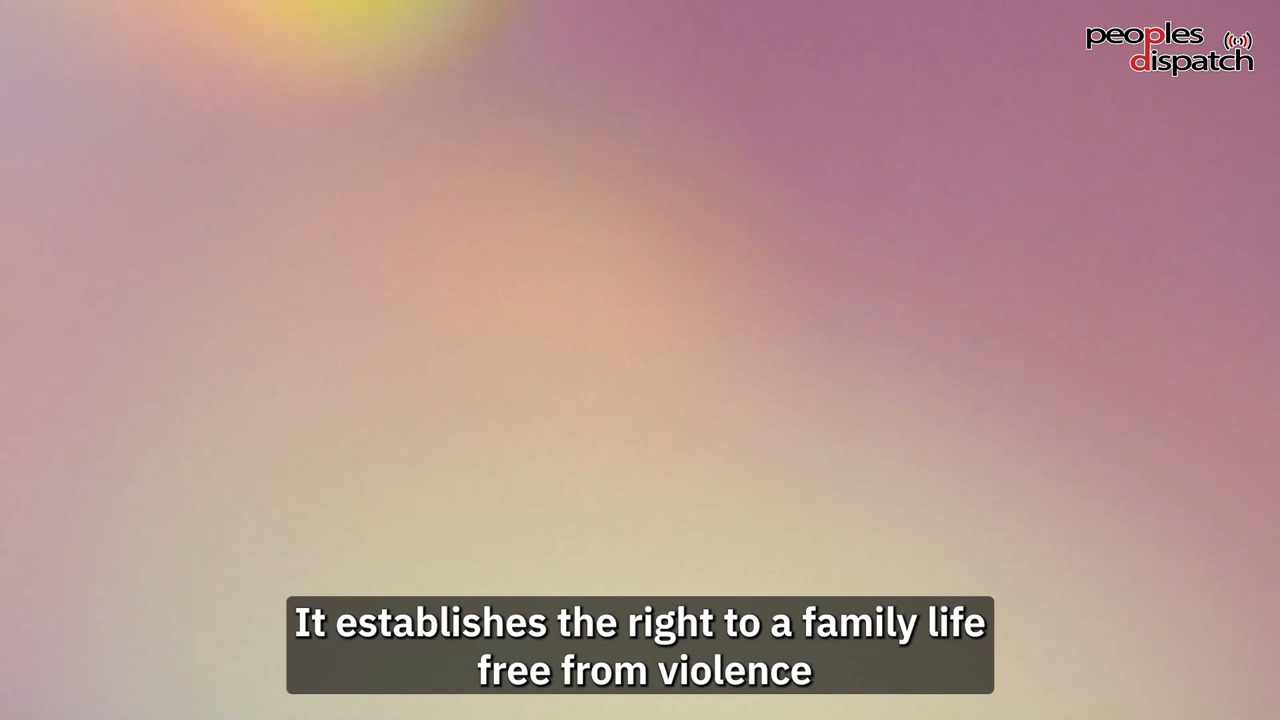 peoples
dispatch
It establishes the right to a family life
free from violence